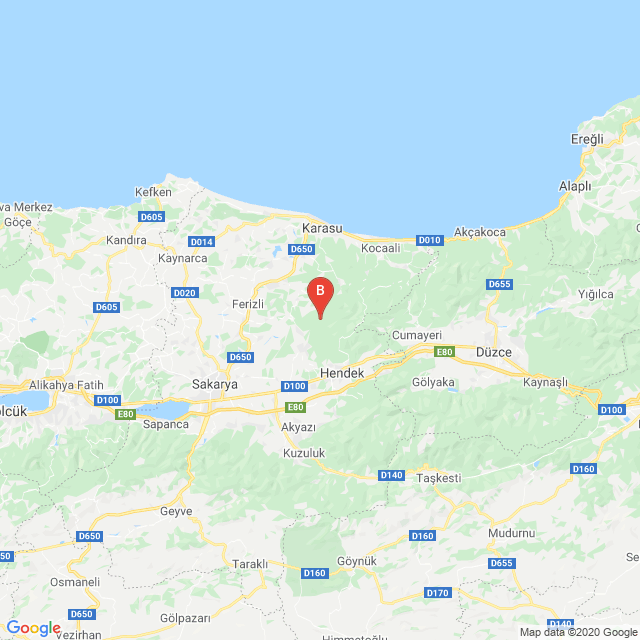 Ereğli
Alaplı
Kefken
va Merkez
Göçe
D605
Karasu
Akçakoca
Kandıra
D014
D010
Kocaali
D650
Kaynarca
D020
D655
B
Yığılca
D605
Ferizli
Cumayeri
E80
Düzce
D650
Hendek
Gölyaka
Kaynaşlı
Alikahya Fatih
Sakarya
D100
D100
E80
D100
olcük
E80
Sapanca
Akyazı
Kuzuluk
D160
D140
Taşkesti
Geyve
Mudurnu
D650
D160
50
Göynük
D655
Taraklı
D160
Se
Osmaneli
D170
D650
Gölpazarı
D140
Google
Vezirhan
Himmetoğlu
Map data ©2020 Google